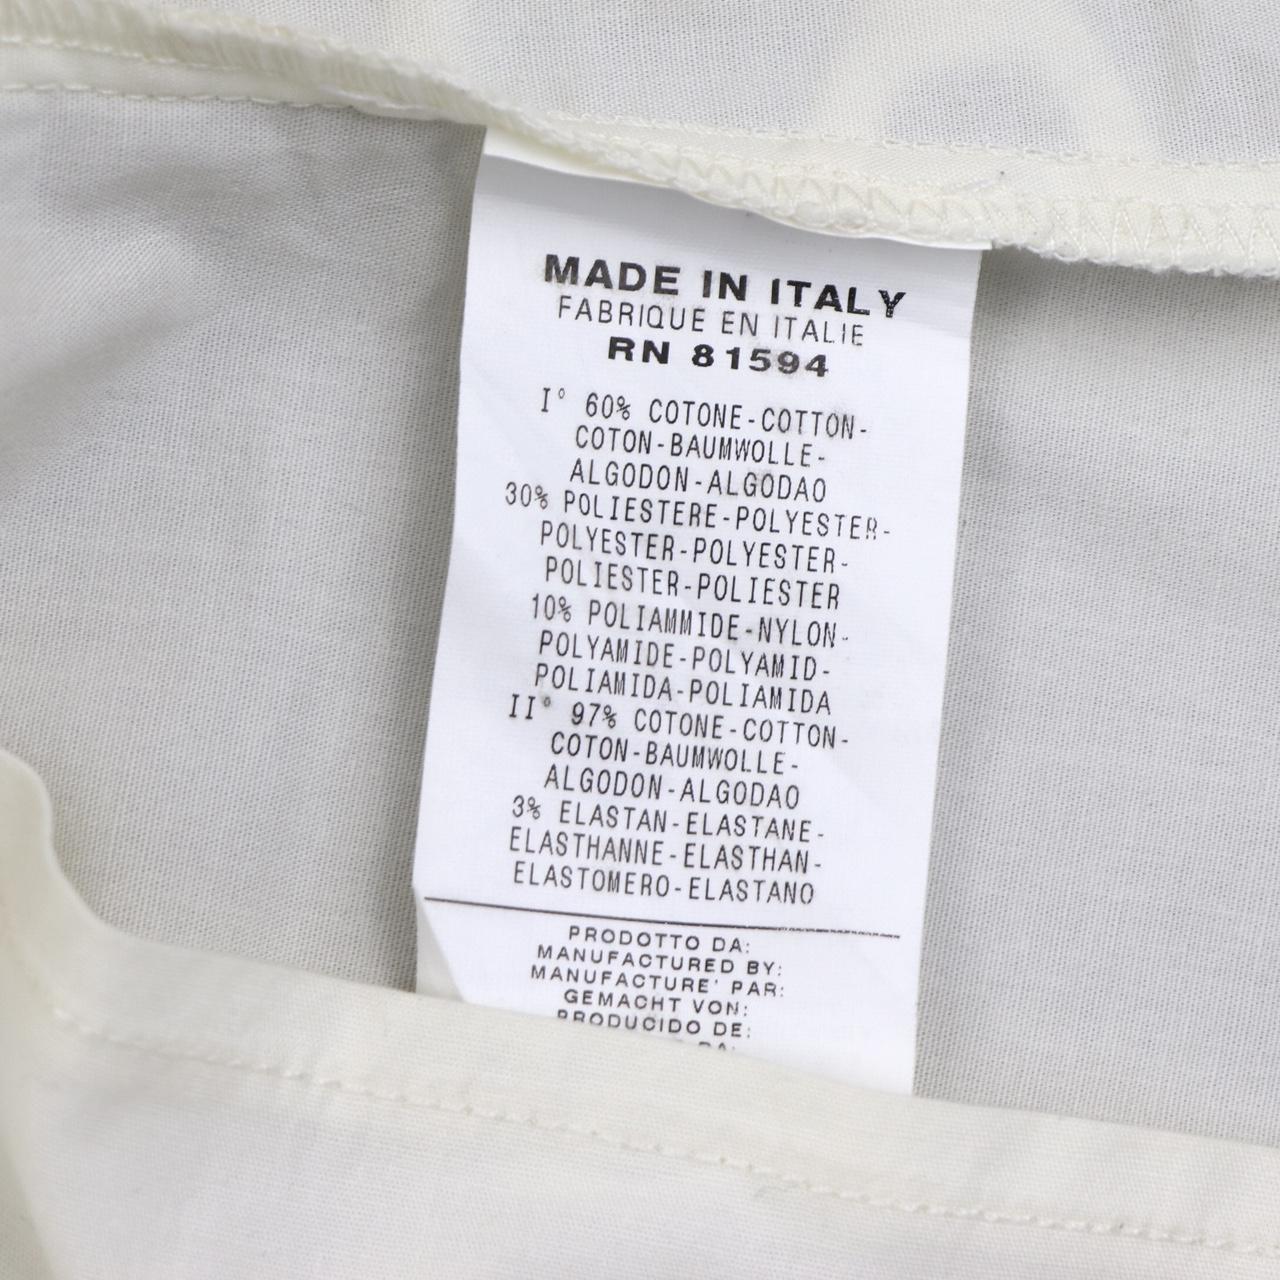 MADE IN ITALY
FABRIQUE EN ITALIE
RN 81594
I° 60% COTONE-COTTON-
COTON-BAUMWOLLE-
ALGODON-ALGODAO
30% POLIESTERE-POLYESTER-
POLYESTER-POLYESTER-
POLIESTER-POLIESTER
10% POLIAMMIDE-NYLON-
POLYAMIDE-POLYAMID-
POLIAMIDA-POLIAMIDA
II° 97% COTONE-COTTON-
COTON-BAUMWOLLE-
ALGODON-ALGODAO
3% ELASTAN-ELASTANE-
ELASTHANNE-ELASTHAN-
ELASTOMERO-ELASTANO
PRODOTTO DA:
MANUFACTURED BY:
MANUFACTURE' PAR:
GEMACHT VON:
PRODUCIDO DE: